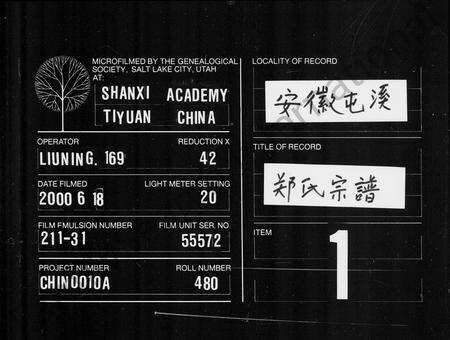 MICROFILMED BY THE GENEALOGICAL
SOCIETY, SALT LAKE CITY, UTAH
AT:
SHANXI ACADEMY
TIYUAN CHINA
OPERATOR REDUCTION X
LIUNING. 169 42
DATE FILMED LIGHT METER SETTING
2000 6 18 20
FILM EMULSION NUMBER FILM UNIT SER. NO.
211-31 55572
PROJECT NUMBER ROLL NUMBER
CHIN0010A 480
LOCALITY OF RECORD
安徽屯溪
TITLE OF RECORD
郑氏宗譜
ITEM
1